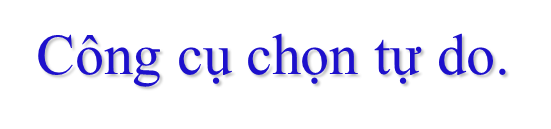 Công cụ chọn tự do.